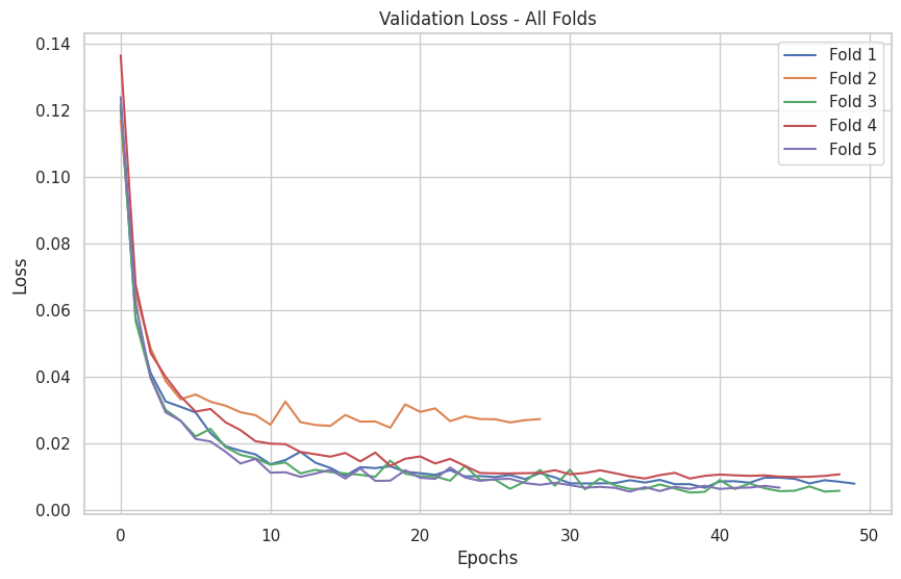 Validation Loss - All Folds
0.14
0.12
0.10
0.08
0.06
0.04
0.02
0.00
Loss
0
10
20
30
40
50
Epochs
Fold 1
Fold 2
Fold 3
Fold 4
Fold 5